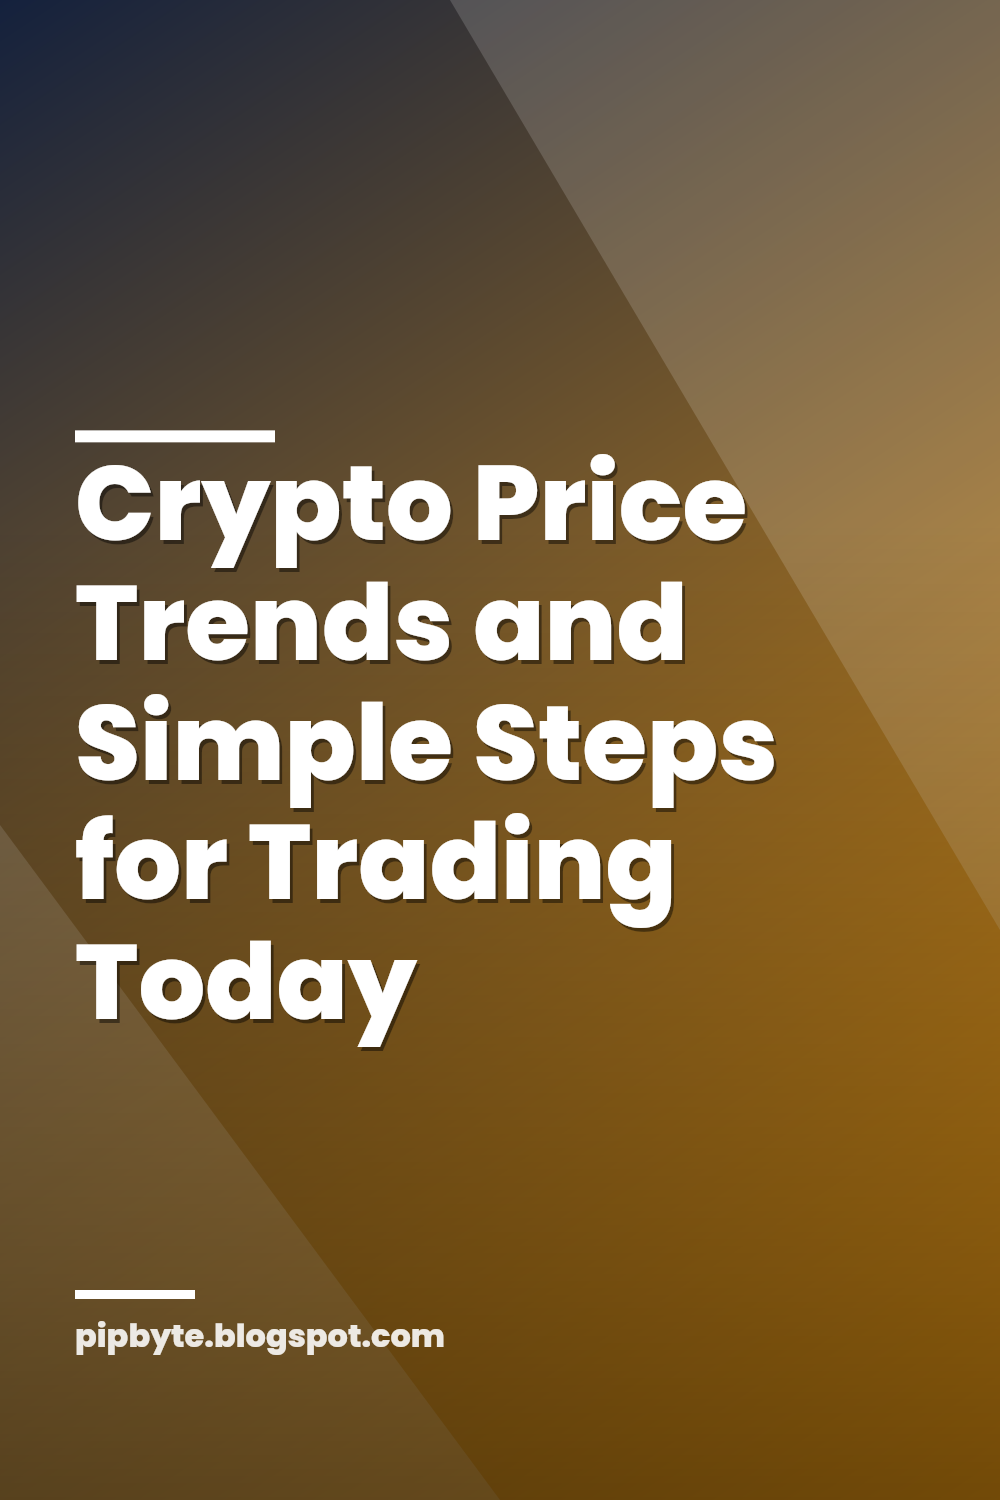 Crypto Price
Trends and
Simple Steps
for Trading
Today
pipbyte.blogspot.com